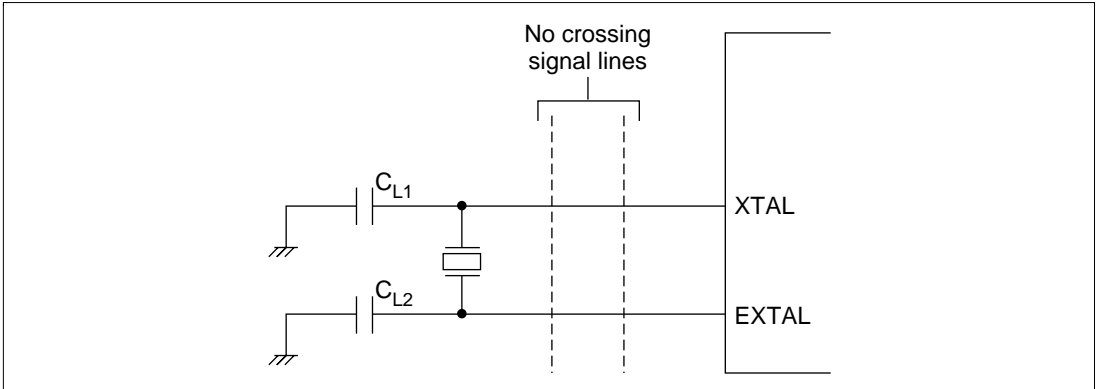 No crossing
signal lines
CL1
XTAL
CL2
EXTAL